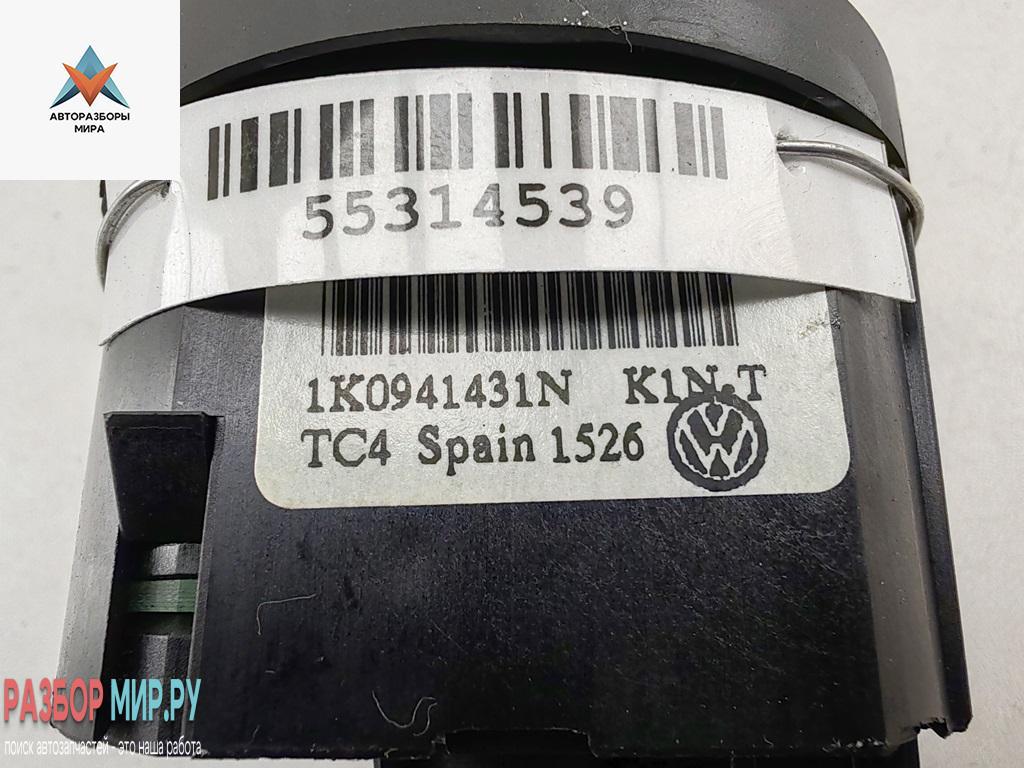 АВТОРАЗБОРЫ
МИРА
55314539
1K0941431N K1N.T
TC4 Spain 1526
РАЗБОР МИР.РУ
поиск автозапчастей - это наша работа